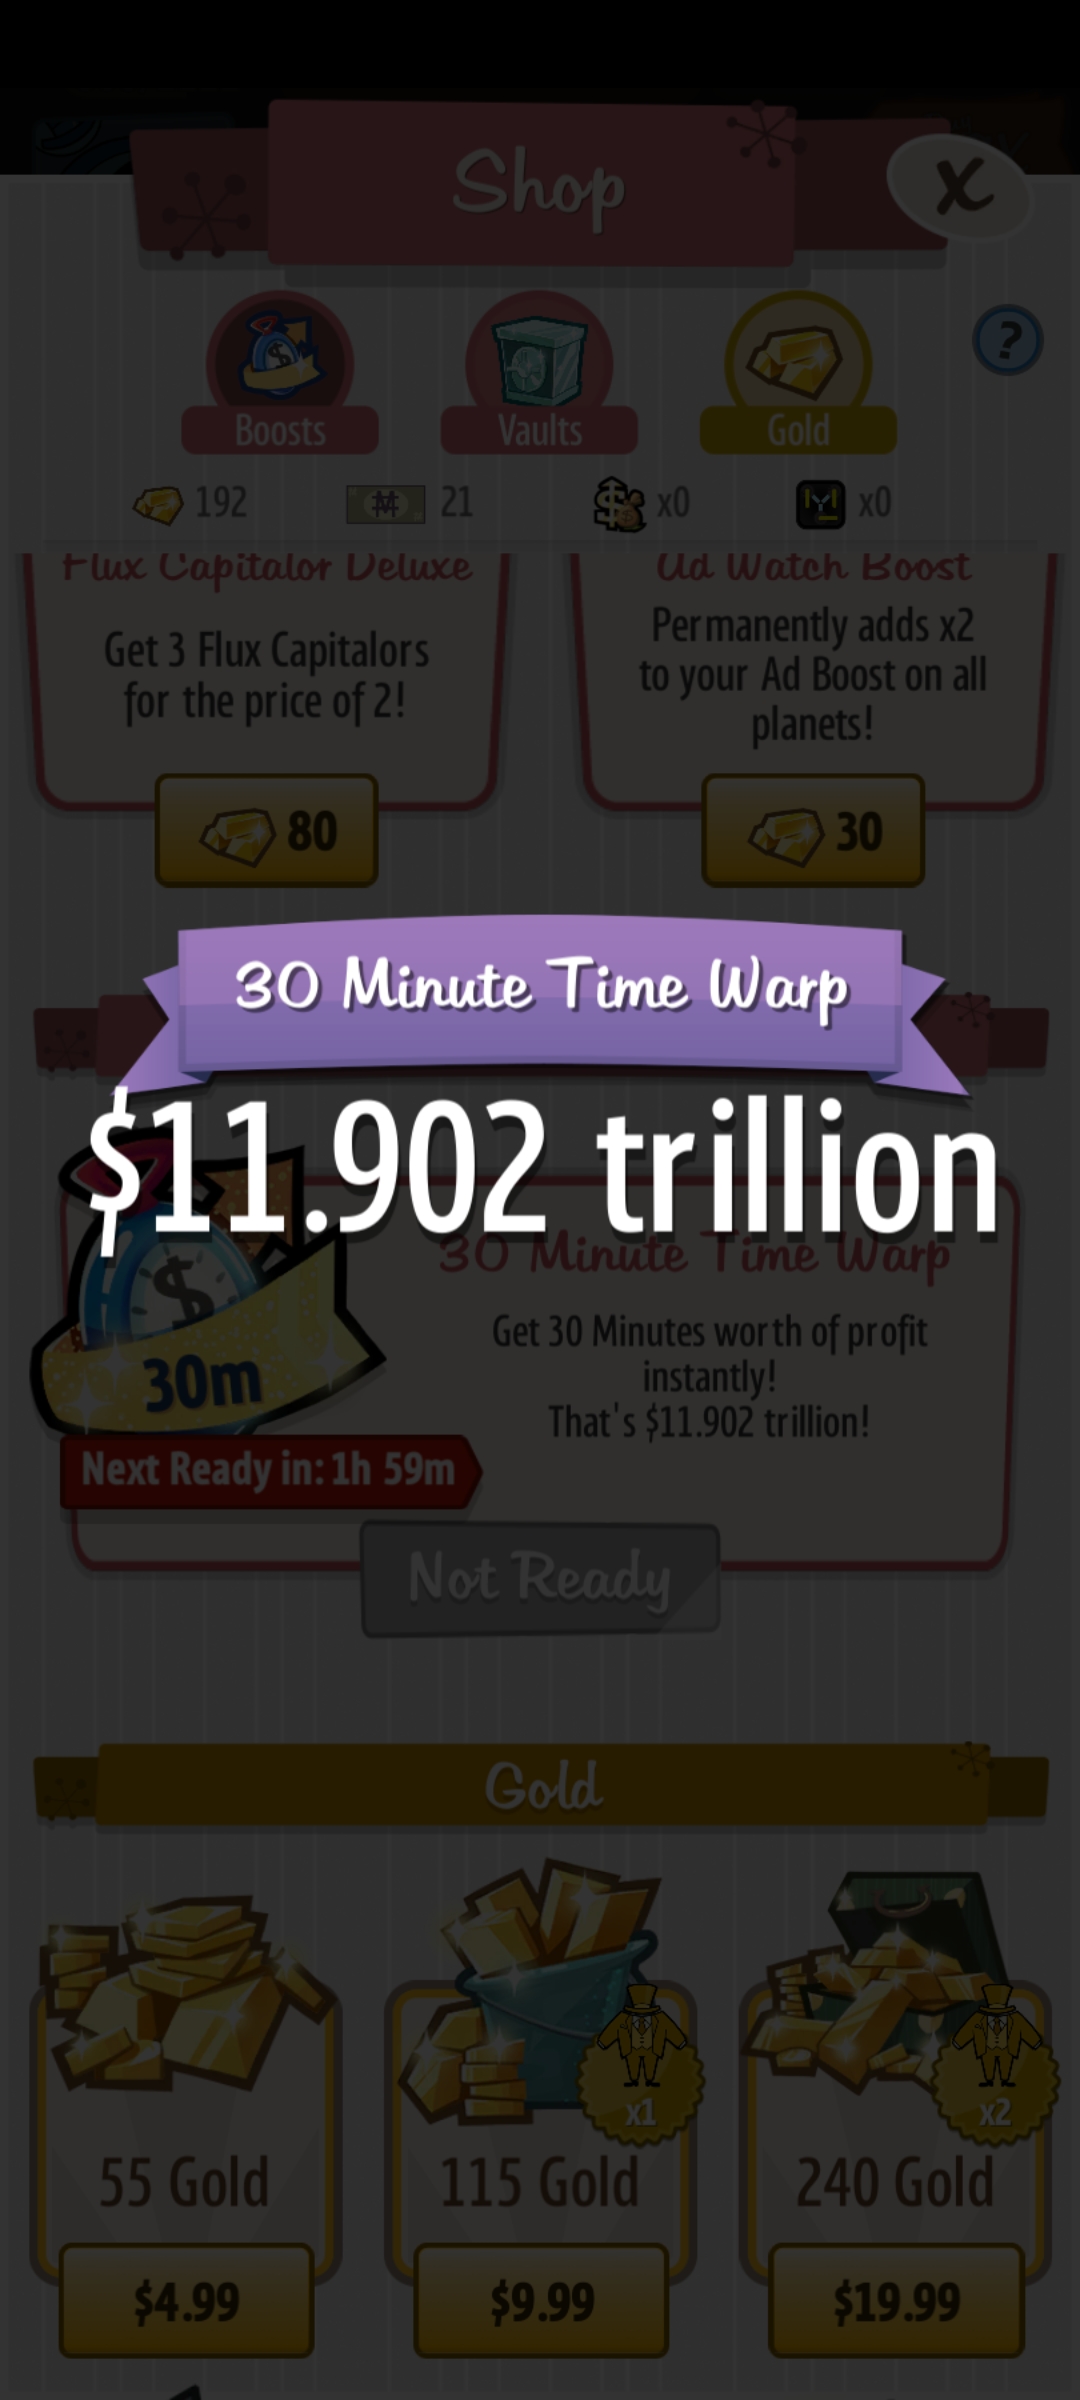 Shop
X
?
Boosts
Vaults
Gold
192
21
x0
x0
Flux Capitalor Deluxe
Get 3 Flux Capitalors
for the price of 2!
80
Ad Watch Boost
Permanently adds x2
to your Ad Boost on all
planets!
30
30 Minute Time Warp
$11.902 trillion
30 Minute Time Warp
Get 30 Minutes worth of profit
instantly!
That's $11.902 trillion!
$
30m
Next Ready in: 1h 59m
Not Ready
Gold
55 Gold
$4.99
x1
115 Gold
$9.99
x2
240 Gold
$19.99